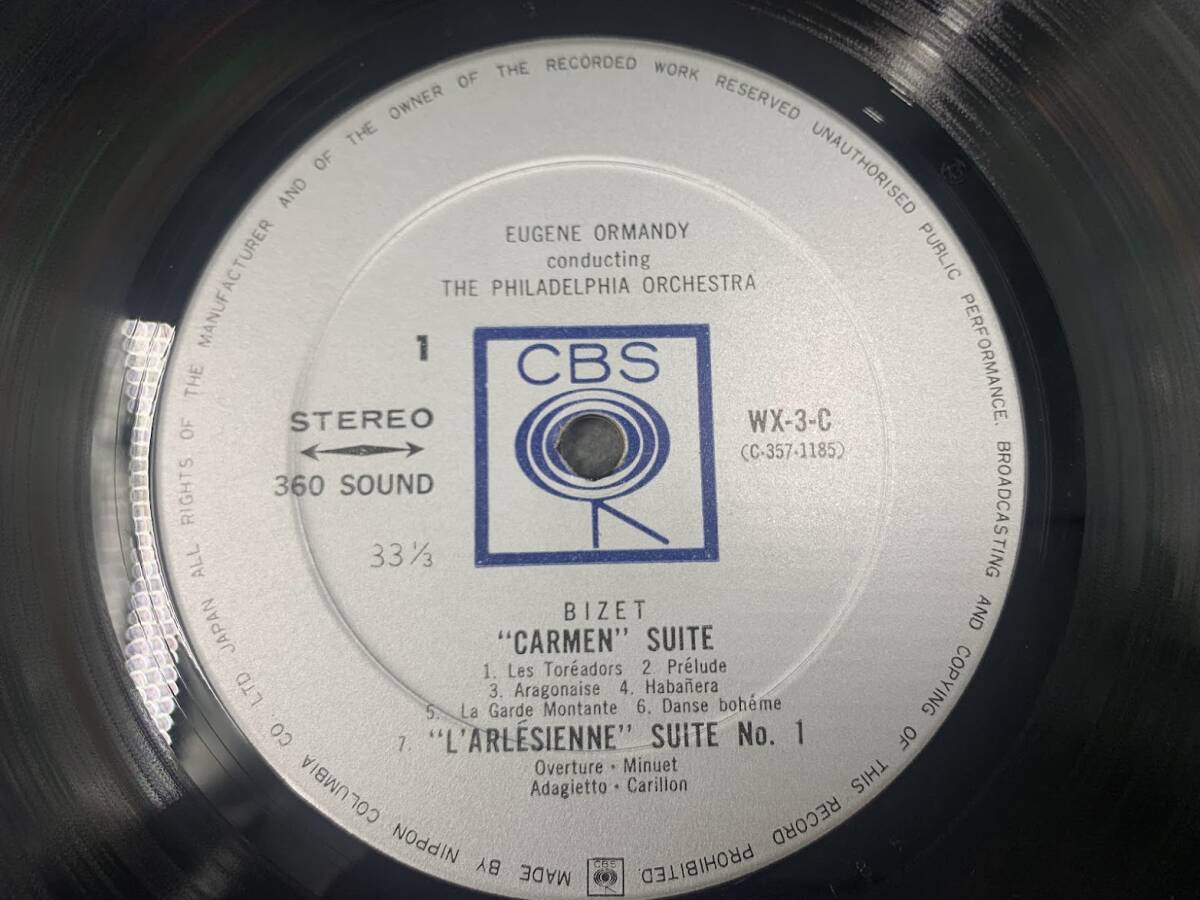 EUGENE ORMANDY
conducting
THE PHILADELPHIA ORCHESTRA
1
CBS
STEREO
360 SOUND
33 1/3
WX-3-C
(C-357-1185)
BIZET
"CARMEN" SUITE
1. Les Toréadors 2. Prélude
3. Aragonaise 4. Habañera
5. La Garde Montante 6. Danse bohéme
7. "L'ARLÉSIENNE" SUITE No. 1
Overture · Minuet
Adagietto · Carillon
MADE BY NIPPON COLUMBIA CO LTD JAPAN ALL RIGHTS OF THE MANUFACTURER AND OF THE OWNER OF THE RECORDED WORK RESERVED UNAUTHORISED PUBLIC PERFORMANCE. BROADCASTING AND COPYING OF THIS RECORD PROHIBITED.
CBS